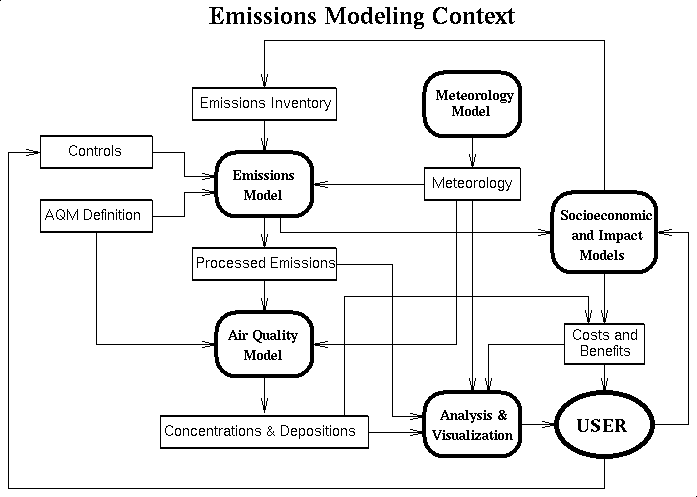 Emissions Modeling Context
Emissions Inventory
Meteorology
Model
Controls
Emissions
Model
Meteorology
AQM Definition
Socioeconomic
and Impact
Models
Processed Emissions
Air Quality
Model
Costs and
Benefits
Concentrations & Depositions
Analysis &
Visualization
USER